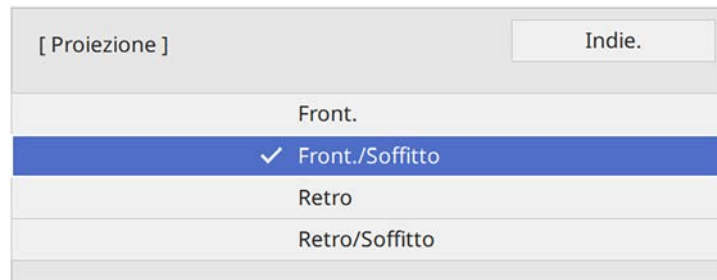 [ Proiezione ]
Indie.
Front.
Front./Soffitto
Retro
Retro/Soffitto